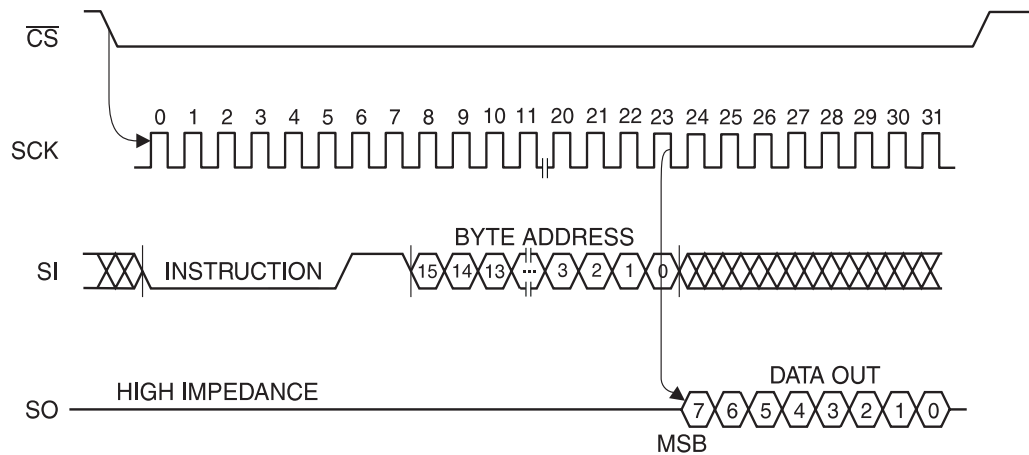 CS
0 1 2 3 4 5 6 7 8 9 10 11 20 21 22 23 24 25 26 27 28 29 30 31
SCK
BYTE ADDRESS
SI INSTRUCTION 15 14 13 ... 3 2 1 0
HIGH IMPEDANCE DATA OUT
SO 7 6 5 4 3 2 1 0
MSB